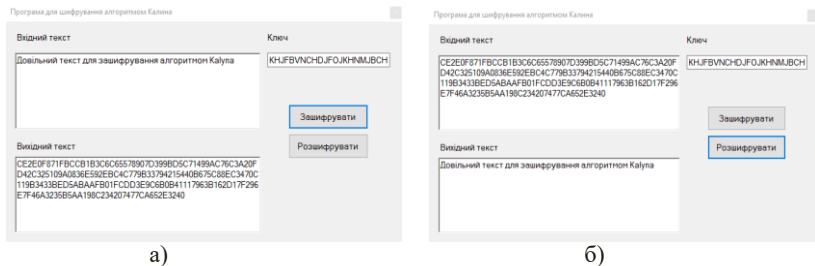 Програма для шифрування алгоритмом Калина
Вхідний текст
Ключ
Довільний текст для зашифрування алгоритмом Kalyna
KHJFBVNCHDJFOJKHNMJBCH
Зашифрувати
Розшифрувати
Вихідний текст
CE2E0F871FBCCB1B3C6C65578907D399BD5C71499AC76C3A20F
D42C325109A0836E592EBC4C779B33794215440B675C88EC3470C
119B3433BED5ABAAFB01FCDD3E9C6B0B41117963B162D17F296
E7F46A3235B5AA198C234207477CA652E3240
а)
Програма для шифрування алгоритмом Калина
Вхідний текст
Ключ
CE2E0F871FBCCB1B3C6C65578907D399BD5C71499AC76C3A20F
D42C325109A0836E592EBC4C779B33794215440B675C88EC3470C
119B3433BED5ABAAFB01FCDD3E9C6B0B41117963B162D17F296
E7F46A3235B5AA198C234207477CA652E3240
KHJFBVNCHDJFOJKHNMJBCH
Зашифрувати
Розшифрувати
Вихідний текст
Довільний текст для зашифрування алгоритмом Kalyna
б)